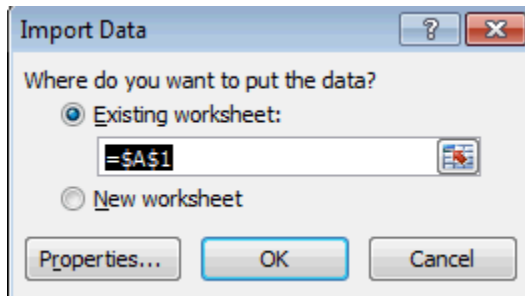 Import Data
Where do you want to put the data?
Existing worksheet:
=$A$1
New worksheet
Properties... OK Cancel